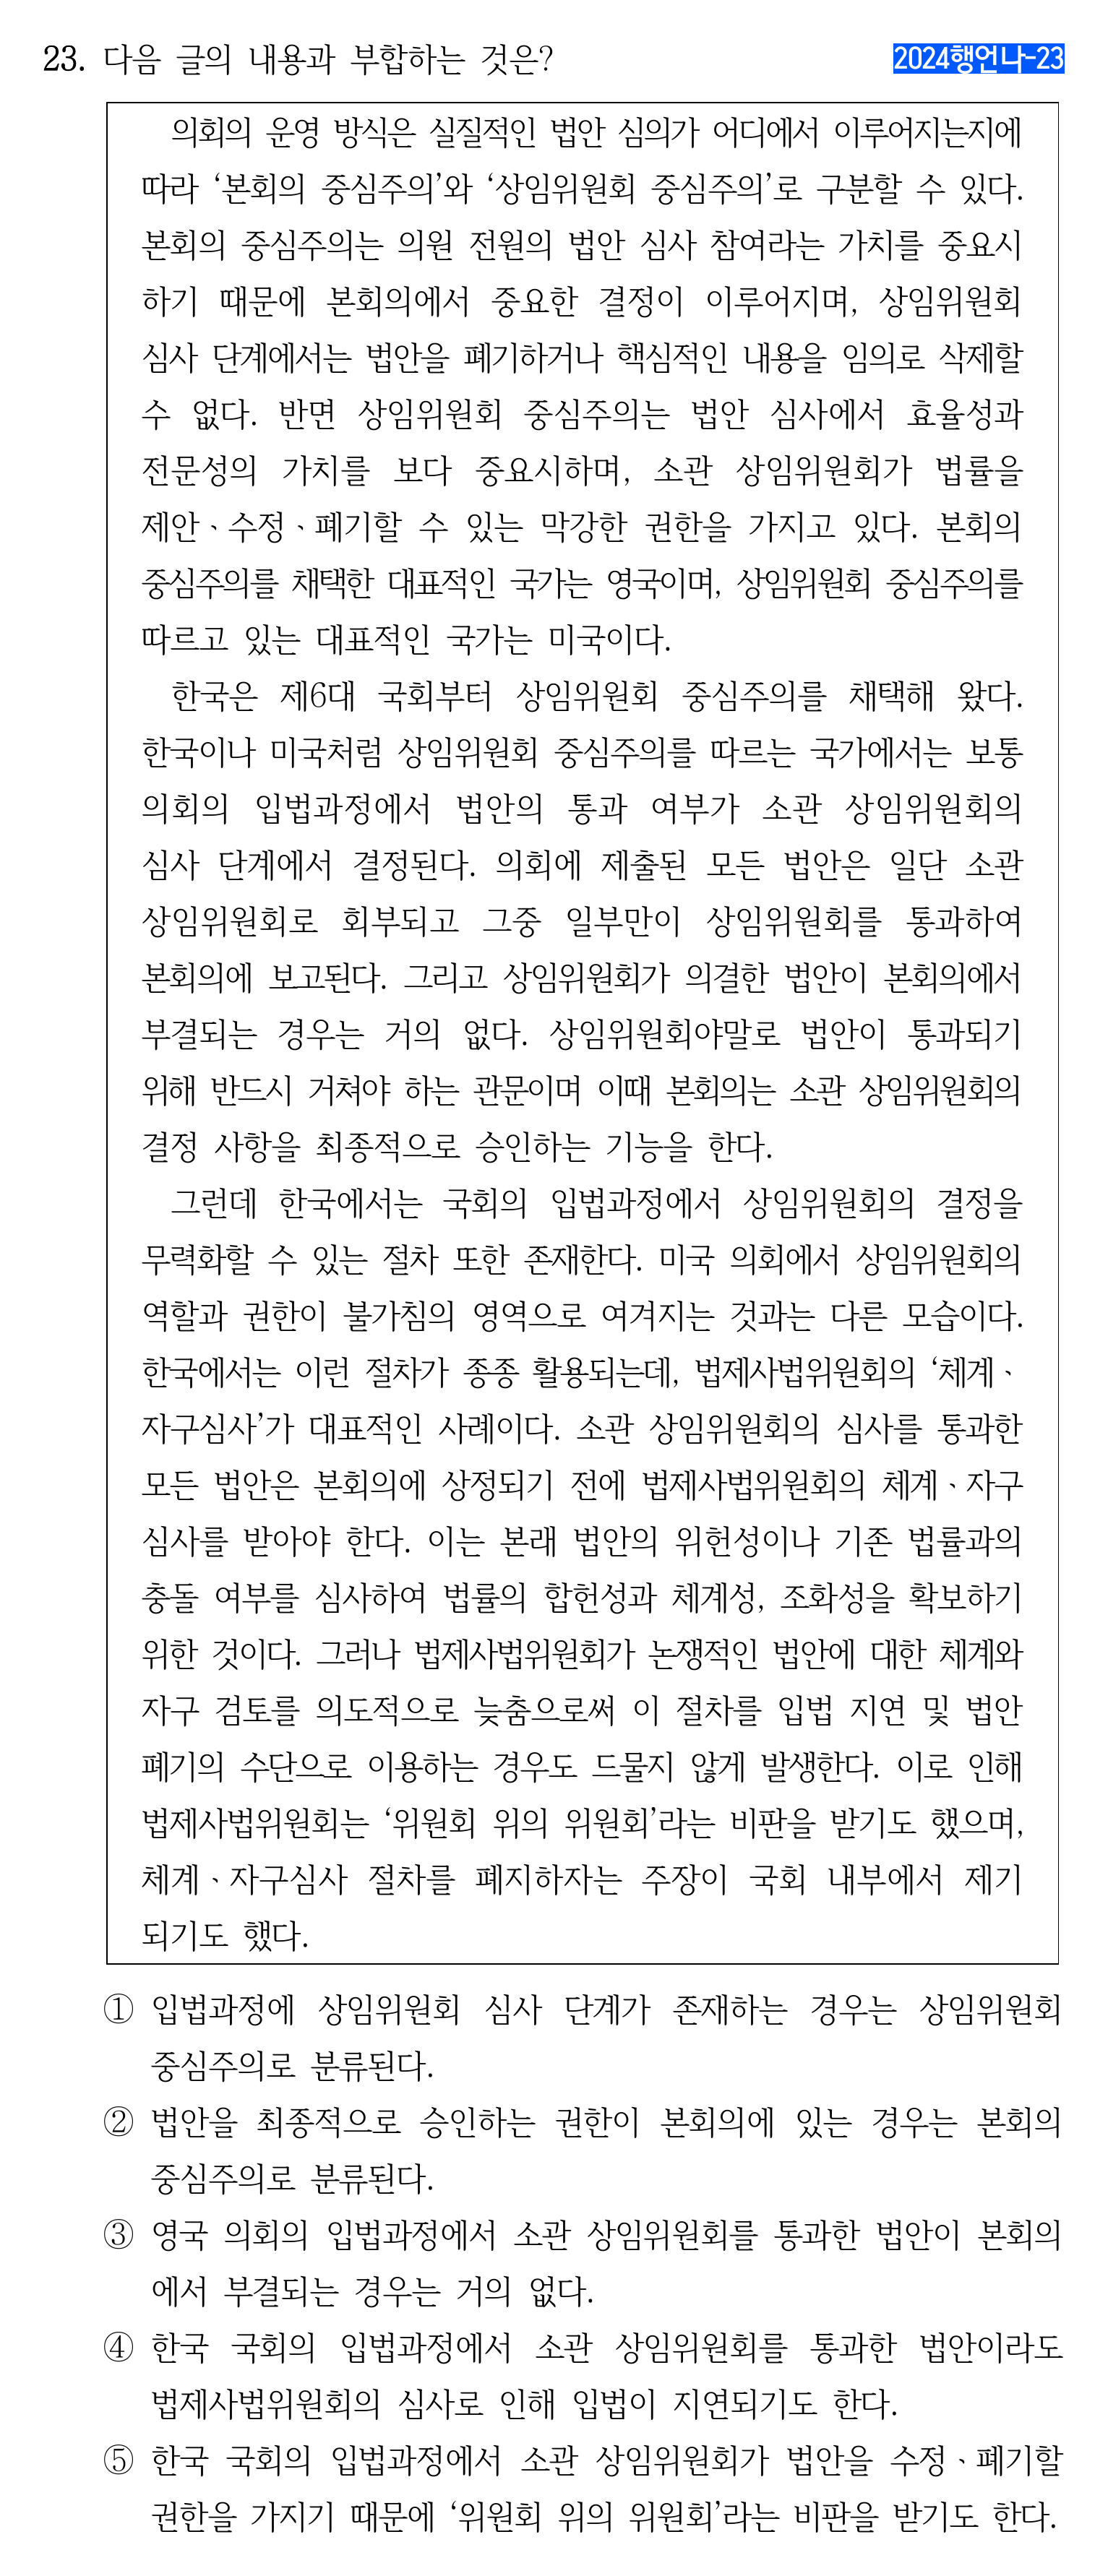 23. 다음 글의 내용과 부합하는 것은?
2024행언나-23
의회의 운영 방식은 실질적인 법안 심의가 어디에서 이루어지는지에
따라 ‘본회의 중심주의’와 ‘상임위원회 중심주의’로 구분할 수 있다.
본회의 중심주의는 의원 전원의 법안 심사 참여라는 가치를 중요시
하기 때문에 본회의에서 중요한 결정이 이루어지며, 상임위원회
심사 단계에서는 법안을 폐기하거나 핵심적인 내용을 임의로 삭제할
수 없다. 반면 상임위원회 중심주의는 법안 심사에서 효율성과
전문성의 가치를 보다 중요시하며, 소관 상임위원회가 법률을
제안ㆍ수정ㆍ폐기할 수 있는 막강한 권한을 가지고 있다. 본회의
중심주의를 채택한 대표적인 국가는 영국이며, 상임위원회 중심주의를
따르고 있는 대표적인 국가는 미국이다.
한국은 제6대 국회부터 상임위원회 중심주의를 채택해 왔다.
한국이나 미국처럼 상임위원회 중심주의를 따르는 국가에서는 보통
의회의 입법과정에서 법안의 통과 여부가 소관 상임위원회의
심사 단계에서 결정된다. 의회에 제출된 모든 법안은 일단 소관
상임위원회로 회부되고 그중 일부만이 상임위원회를 통과하여
본회의에 보고된다. 그리고 상임위원회가 의결한 법안이 본회의에서
부결되는 경우는 거의 없다. 상임위원회야말로 법안이 통과되기
위해 반드시 거쳐야 하는 관문이며 이때 본회의는 소관 상임위원회의
결정 사항을 최종적으로 승인하는 기능을 한다.
그런데 한국에서는 국회의 입법과정에서 상임위원회의 결정을
무력화할 수 있는 절차 또한 존재한다. 미국 의회에서 상임위원회의
역할과 권한이 불가침의 영역으로 여겨지는 것과는 다른 모습이다.
한국에서는 이런 절차가 종종 활용되는데, 법제사법위원회의 ‘체계ㆍ
자구심사’가 대표적인 사례이다. 소관 상임위원회의 심사를 통과한
모든 법안은 본회의에 상정되기 전에 법제사법위원회의 체계ㆍ자구
심사를 받아야 한다. 이는 본래 법안의 위헌성이나 기존 법률과의
충돌 여부를 심사하여 법률의 합헌성과 체계성, 조화성을 확보하기
위한 것이다. 그러나 법제사법위원회가 논쟁적인 법안에 대한 체계와
자구 검토를 의도적으로 늦춤으로써 이 절차를 입법 지연 및 법안
폐기의 수단으로 이용하는 경우도 드물지 않게 발생한다. 이로 인해
법제사법위원회는 ‘위원회 위의 위원회’라는 비판을 받기도 했으며,
체계ㆍ자구심사 절차를 폐지하자는 주장이 국회 내부에서 제기
되기도 했다.
① 입법과정에 상임위원회 심사 단계가 존재하는 경우는 상임위원회
중심주의로 분류된다.
② 법안을 최종적으로 승인하는 권한이 본회의에 있는 경우는 본회의
중심주의로 분류된다.
③ 영국 의회의 입법과정에서 소관 상임위원회를 통과한 법안이 본회의
에서 부결되는 경우는 거의 없다.
④ 한국 국회의 입법과정에서 소관 상임위원회를 통과한 법안이라도
법제사법위원회의 심사로 인해 입법이 지연되기도 한다.
⑤ 한국 국회의 입법과정에서 소관 상임위원회가 법안을 수정ㆍ폐기할
권한을 가지기 때문에 ‘위원회 위의 위원회’라는 비판을 받기도 한다.